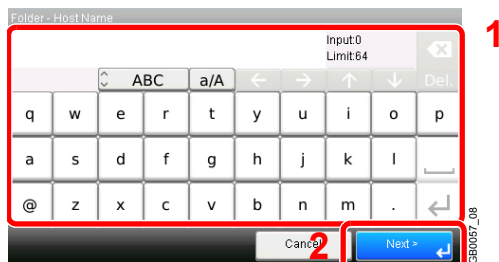 Folder - Host Name
1
Input:0
Limit:64
ABC a/A Del.
q w e r t y u i o p
a s d f g h j k l
@ z x c v b n m .
Cancel 2 Next >
GB0057_08